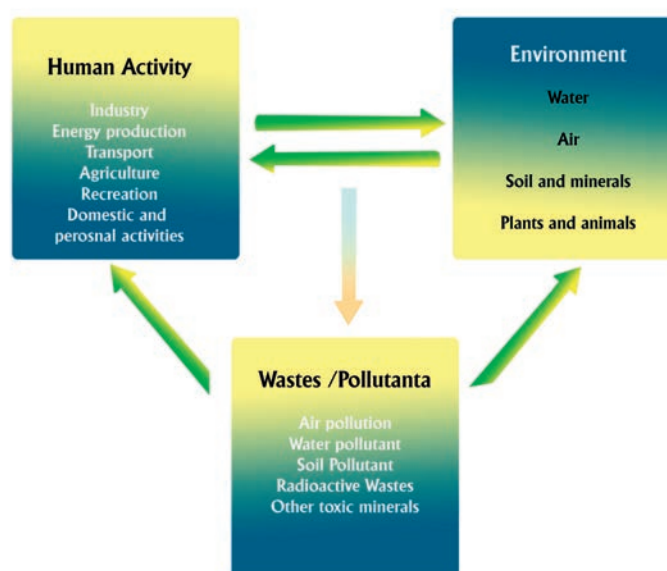 Human Activity
Industry
Energy production
Transport
Agriculture
Recreation
Domestic and
perosnal activities
Environment
Water
Air
Soil and minerals
Plants and animals
Wastes /Pollutanta
Air pollution
Water pollutant
Soil Pollutant
Radioactive Wastes
Other toxic minerals